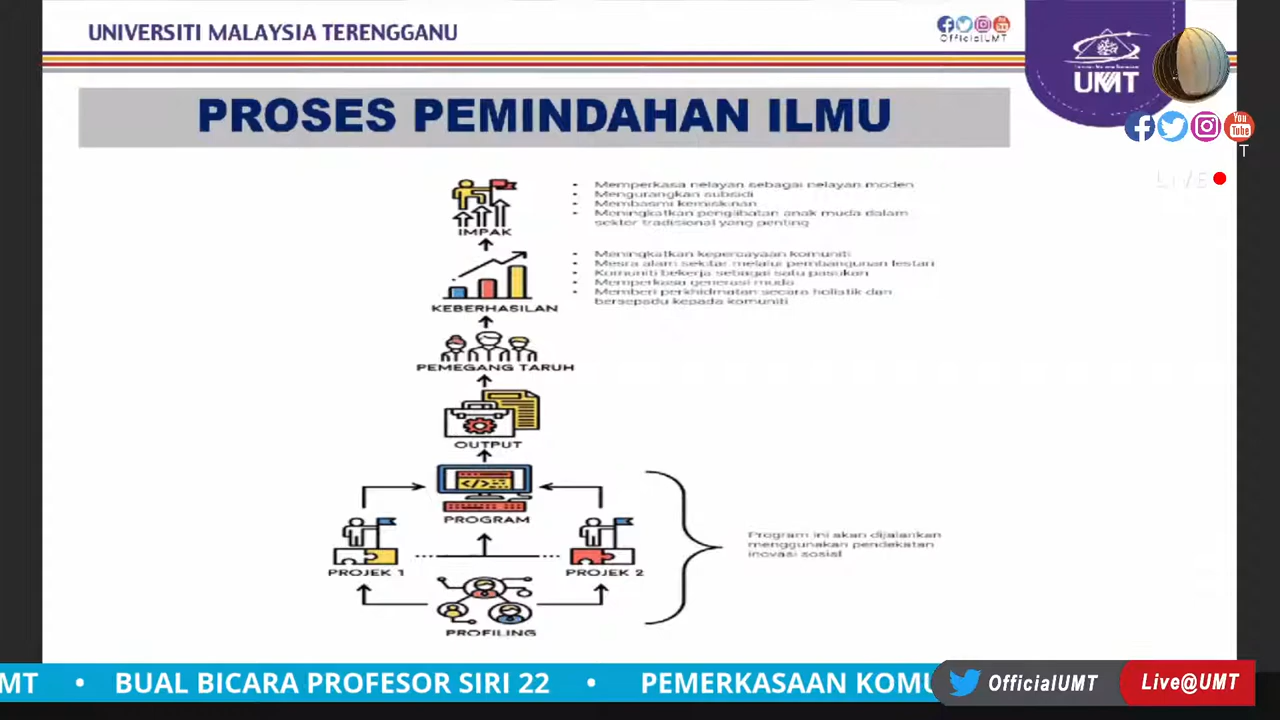 UNIVERSITI MALAYSIA TERENGGANU
OfficialUMT
UMT
You
Tube
T
LIVE
PROSES PEMINDAHAN ILMU
IMPAK
• Memperkasa nelayan sebagai nelayan moden
• Mengurangkan subsidi
• Membasmi kemiskinan
• Meningkatkan penglibatan anak muda dalam
sektor tradisional yang penting
KEBERHASILAN
• Meningkatkan kepercayaan komuniti
• Mesra alam sekitar melalui pembangunan lestari
• Komuniti bekerja sebagai satu pasukan
• Memperkasa generasi muda
• Memberi perkhidmatan secara holistik dan
bersepadu kepada komuniti
PEMEGANG TARUH
OUTPUT
PROGRAM
PROJEK 1
PROJEK 2
PROFILING
Program ini akan dijalankan
menggunakan pendekatan
inovasi sosial
MT • BUAL BICARA PROFESOR SIRI 22 • PEMERKASAAN KOMU
OfficialUMT
Live@UMT